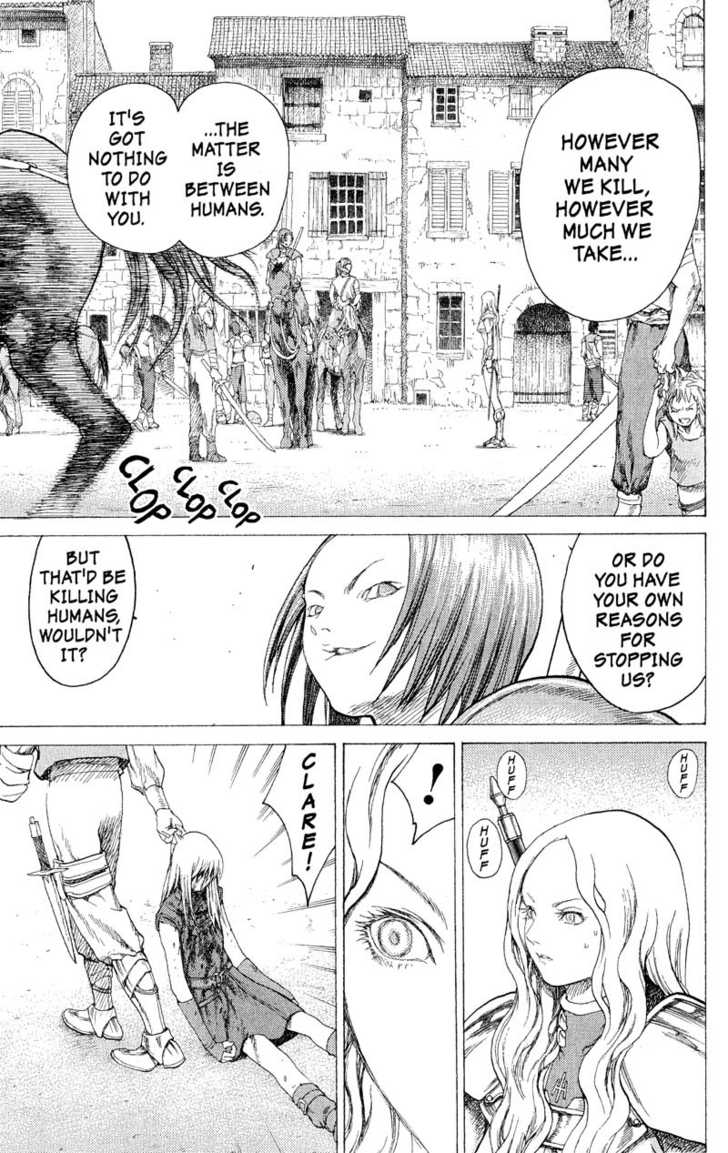 HOWEVER
MANY
WE KILL,
HOWEVER
MUCH WE
TAKE...
...THE
MATTER
IS
BETWEEN
HUMANS.
IT'S
GOT
NOTHING
TO DO
WITH
YOU.
CLOP
CLOP
CLOP
OR DO
YOU HAVE
YOUR OWN
REASONS
FOR
STOPPING
US?
BUT
THAT'D BE
KILLING
HUMANS,
WOULDN'T
IT?
HUFF
HUFF
HUFF
!
CLARE!